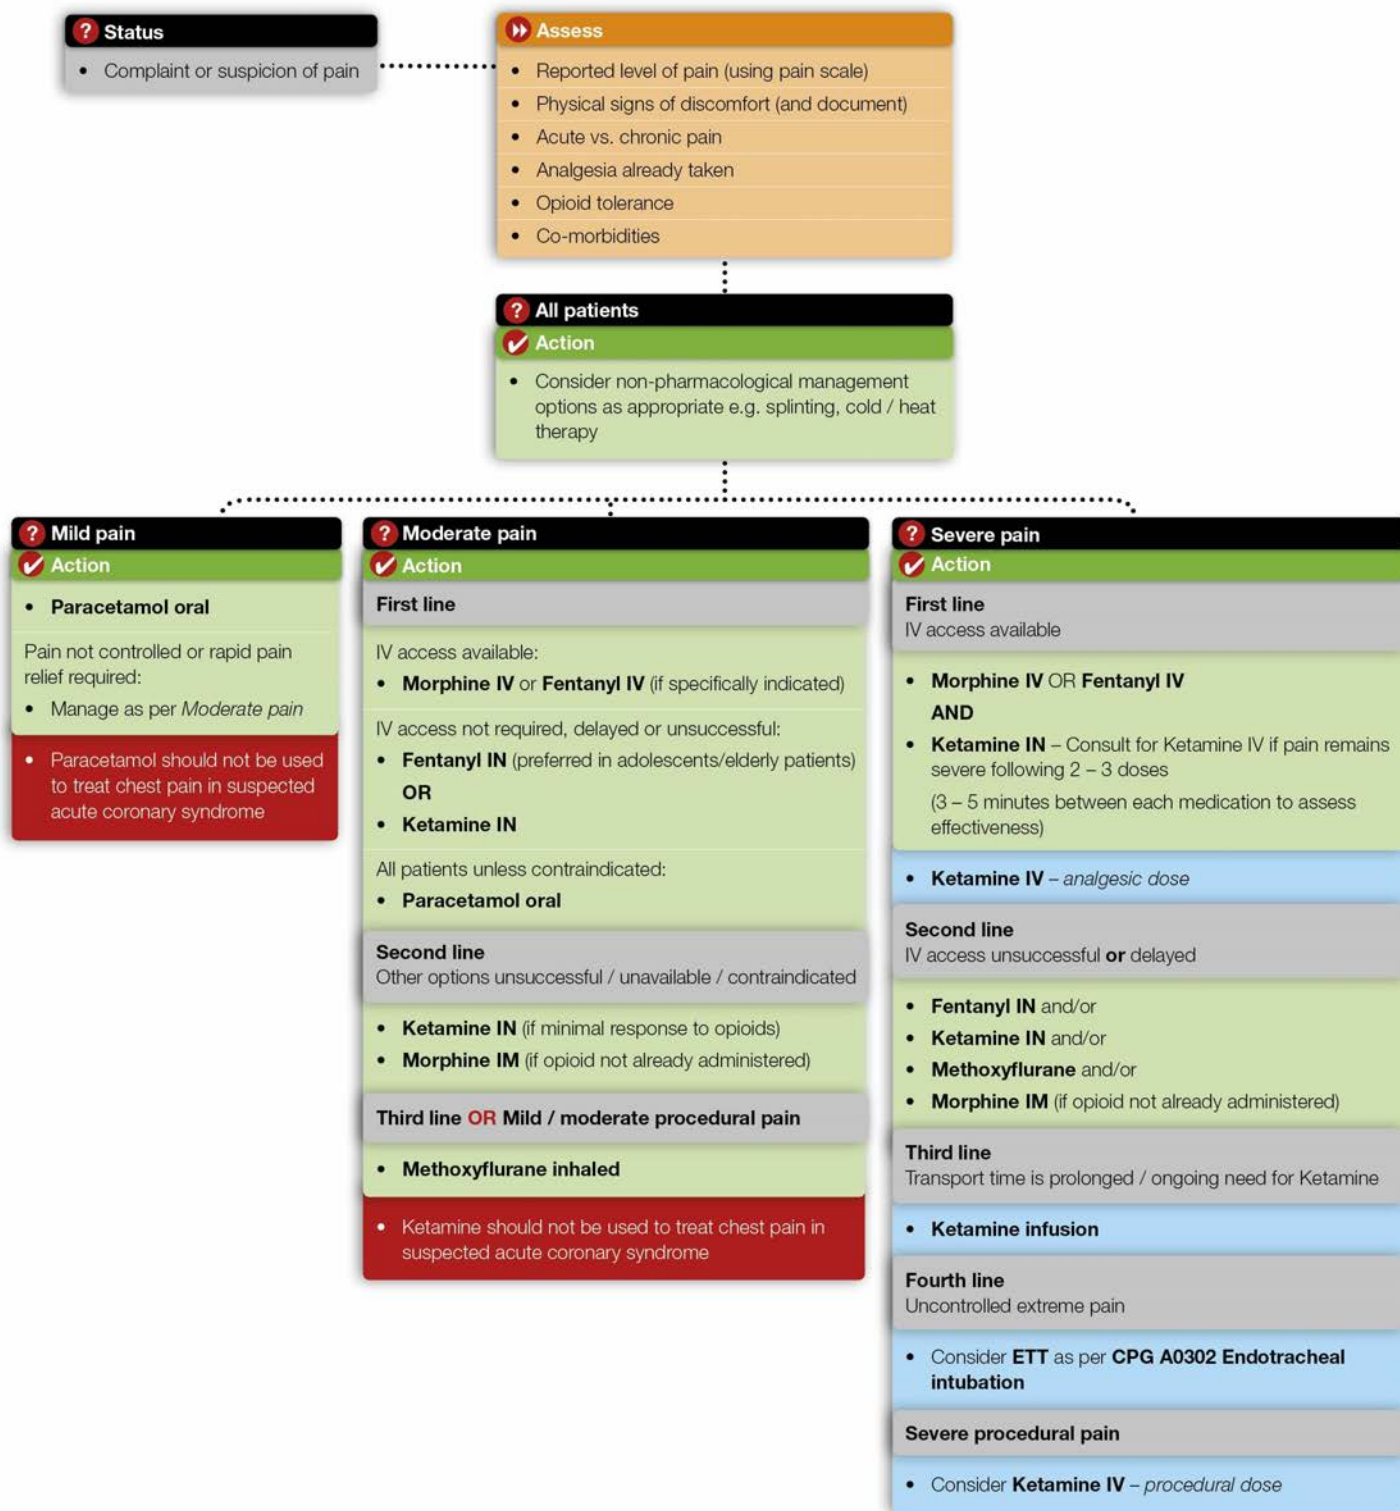 Status
• Complaint or suspicion of pain
Assess
• Reported level of pain (using pain scale)
• Physical signs of discomfort (and document)
• Acute vs. chronic pain
• Analgesia already taken
• Opioid tolerance
• Co-morbidities
All patients
Action
• Consider non-pharmacological management
options as appropriate e.g. splinting, cold / heat
therapy
Mild pain
Action
• Paracetamol oral
Pain not controlled or rapid pain
relief required:
• Manage as per Moderate pain
• Paracetamol should not be used
to treat chest pain in suspected
acute coronary syndrome
Moderate pain
Action
First line
IV access available:
• Morphine IV or Fentanyl IV (if specifically indicated)
IV access not required, delayed or unsuccessful:
• Fentanyl IN (preferred in adolescents/elderly patients)
OR
• Ketamine IN
All patients unless contraindicated:
• Paracetamol oral
Second line
Other options unsuccessful / unavailable / contraindicated
• Ketamine IN (if minimal response to opioids)
• Morphine IM (if opioid not already administered)
Third line OR Mild / moderate procedural pain
• Methoxyflurane inhaled
• Ketamine should not be used to treat chest pain in
suspected acute coronary syndrome
Severe pain
Action
First line
IV access available
• Morphine IV OR Fentanyl IV
AND
• Ketamine IN – Consult for Ketamine IV if pain remains
severe following 2 – 3 doses
(3 – 5 minutes between each medication to assess
effectiveness)
• Ketamine IV – analgesic dose
Second line
IV access unsuccessful or delayed
• Fentanyl IN and/or
• Ketamine IN and/or
• Methoxyflurane and/or
• Morphine IM (if opioid not already administered)
Third line
Transport time is prolonged / ongoing need for Ketamine
• Ketamine infusion
Fourth line
Uncontrolled extreme pain
• Consider ETT as per CPG A0302 Endotracheal
intubation
Severe procedural pain
• Consider Ketamine IV – procedural dose